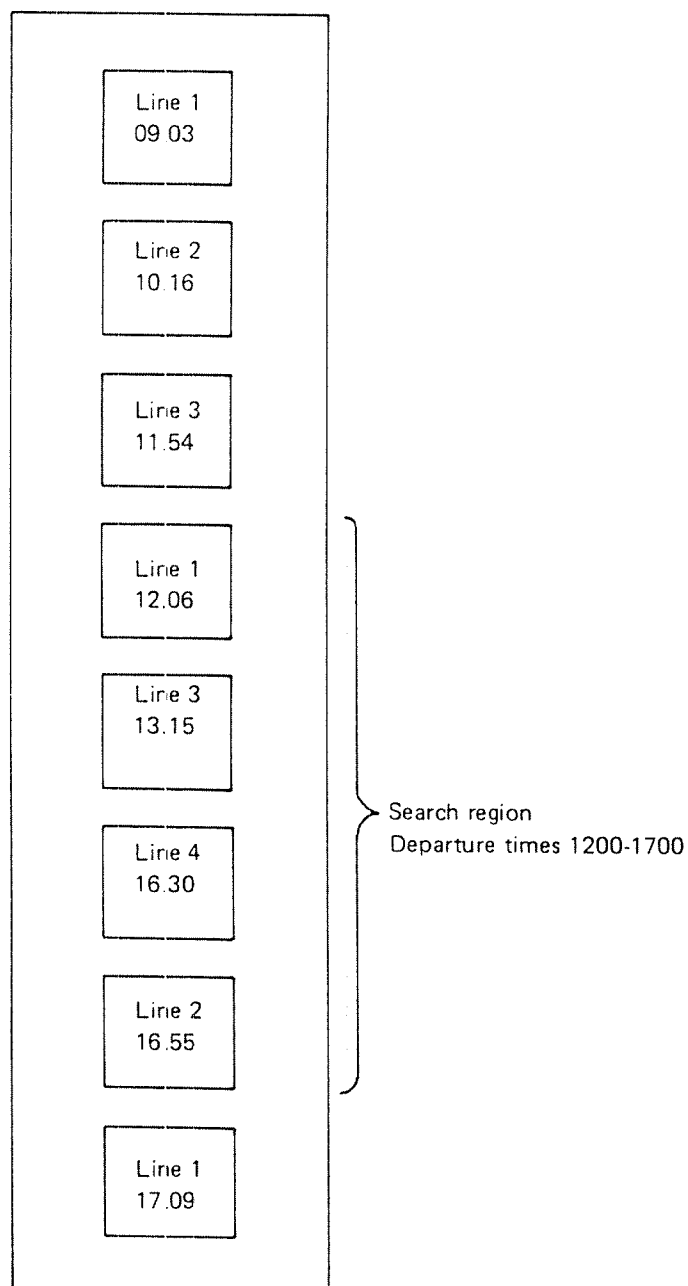 Line 1
09.03
Line 2
10.16
Line 3
11.54
Line 1
12.06
Line 3
13.15
Search region
Departure times 1200-1700
Line 4
16.30
Line 2
16.55
Line 1
17.09